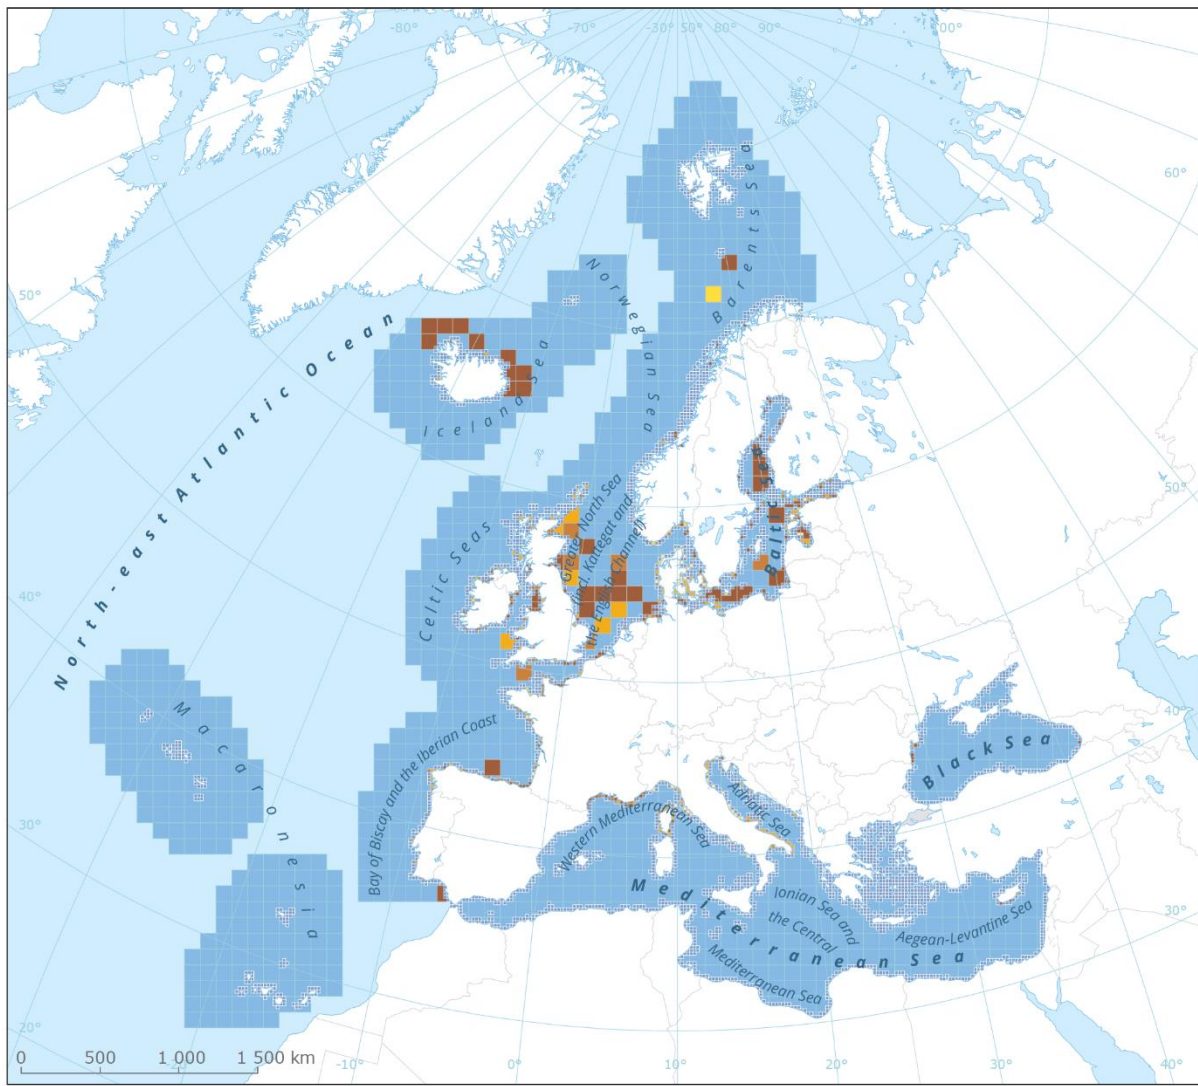 -80°
-70°
-30°
50°
80°
90°
60°
50°
40°
30°
20°
50°
40°
30°
-10°
0°
10°
20°
30°
40°
North-east Atlantic Ocean
Barents Sea
Norwegian Sea
Iceland Sea
Celtic Seas
Greater North Sea
(incl. Kattegat and
the English Channel)
Baltic Sea
Macaronesia
Bay of Biscay and the Iberian Coast
Black Sea
Adriatic Sea
Western Mediterranean Sea
Mediterranean Sea
Ionian Sea and
the Central
Mediterranean Sea
Aegean-Levantine Sea
0 500 1 000 1 500 km